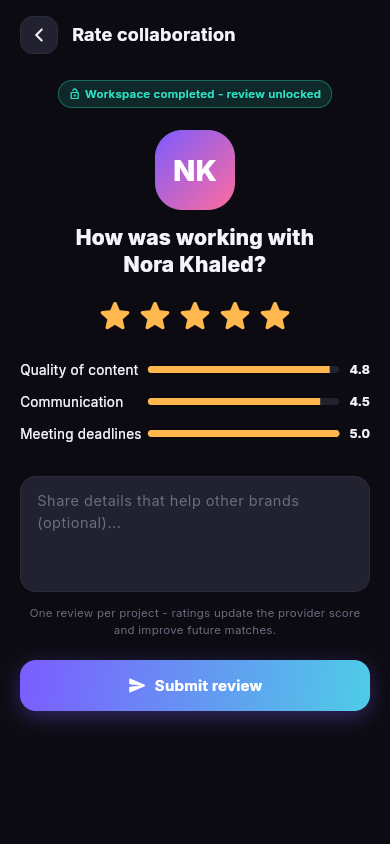 Rate collaboration
Workspace completed - review unlocked
NK
How was working with
Nora Khaled?
Quality of content 4.8
Communication 4.5
Meeting deadlines 5.0
Share details that help other brands
(optional)...
One review per project - ratings update the provider score
and improve future matches.
Submit review